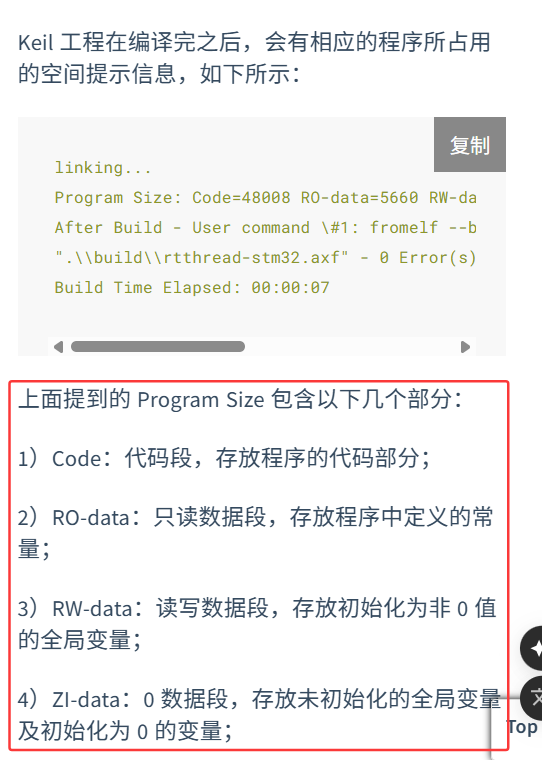 Keil 工程在编译完之后，会有相应的程序所占用
的空间提示信息，如下所示：
复制
linking...
Program Size: Code=48008 RO-data=5660 RW-da
After Build - User command \#1: fromelf --b
".\\build\\rtthread-stm32.axf" - 0 Error(s)
Build Time Elapsed: 00:00:07
上面提到的 Program Size 包含以下几个部分：
1）Code：代码段，存放程序的代码部分；
2）RO-data：只读数据段，存放程序中定义的常
量；
3）RW-data：读写数据段，存放初始化为非 0 值
的全局变量；
4）ZI-data：0 数据段，存放未初始化的全局变量
及初始化为 0 的变量；
Top